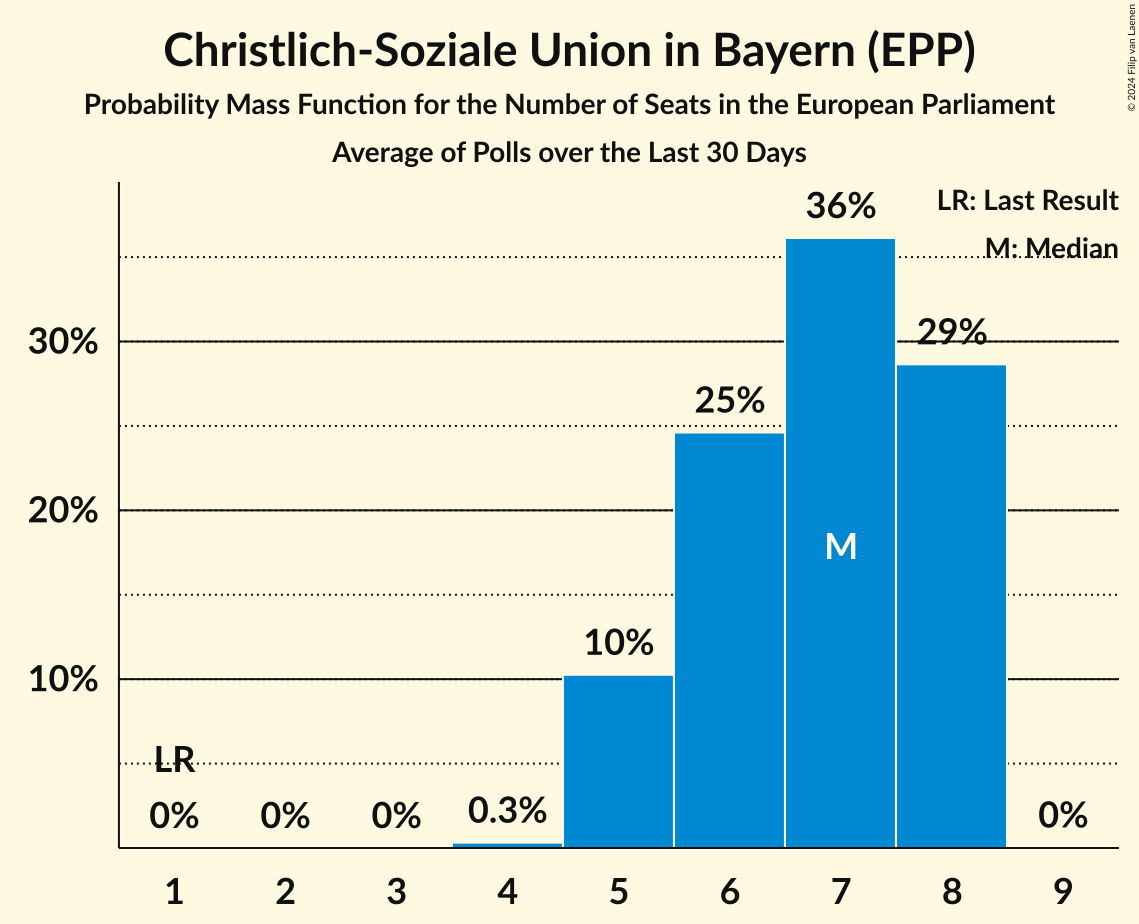 Christlich-Soziale Union in Bayern (EPP)
Probability Mass Function for the Number of Seats in the European Parliament
Average of Polls over the Last 30 Days
© 2024 Filip van Laenen
LR: Last Result
M: Median
36%
29%
30%
25%
20%
M
10%
10%
LR
0%
0%
0%
0.3%
0%
1 2 3 4 5 6 7 8 9